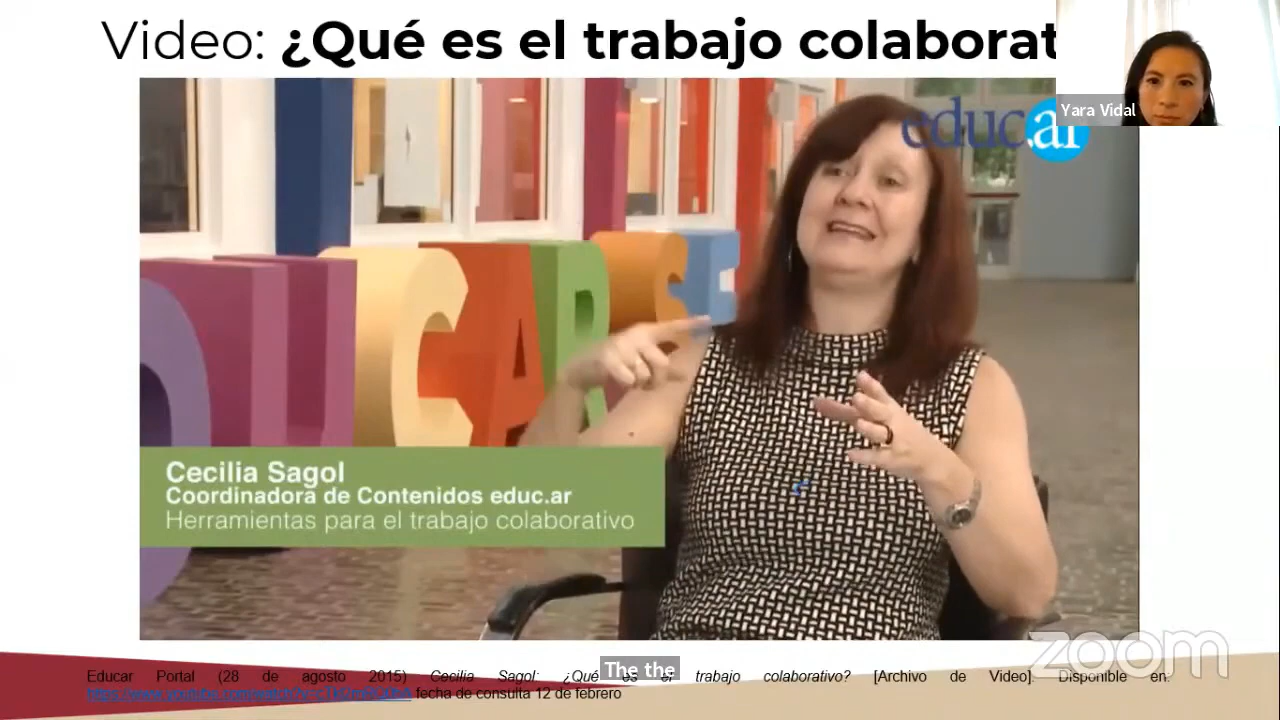 Video: ¿Qué es el trabajo colaborat
Yara Vidal
educ.ar
UCARSE
Cecilia Sagol
Coordinadora de Contenidos educ.ar
Herramientas para el trabajo colaborativo
zoom
Educar Portal (28 de agosto 2015) Cecilia Sagol: ¿Qué es el trabajo colaborativo? [Archivo de Video]. Disponible en:
The the
fecha de consulta 12 de febrero